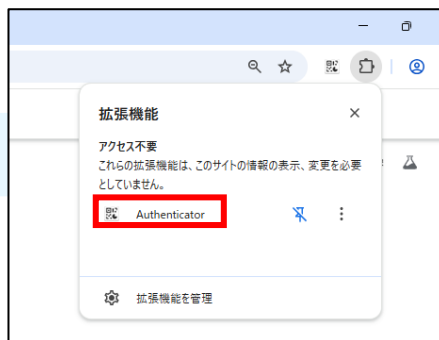 拡張機能
アクセス不要
これらの拡張機能は、このサイトの情報の表示、変更を必要
としていません。
Authenticator
拡張機能を管理